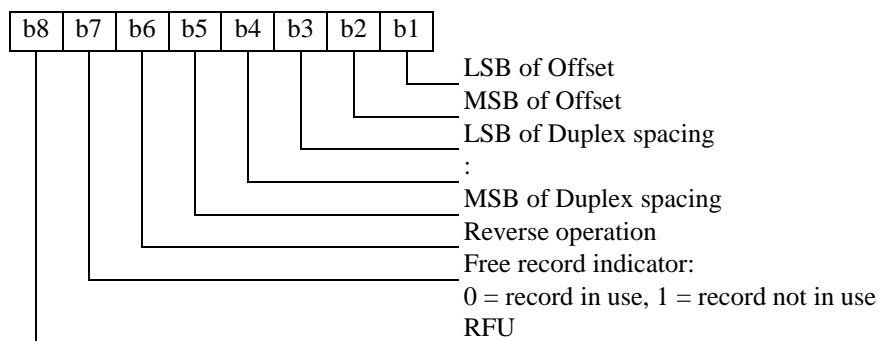 b8 b7 b6 b5 b4 b3 b2 b1
LSB of Offset
MSB of Offset
LSB of Duplex spacing
:
MSB of Duplex spacing
Reverse operation
Free record indicator:
0 = record in use, 1 = record not in use
RFU